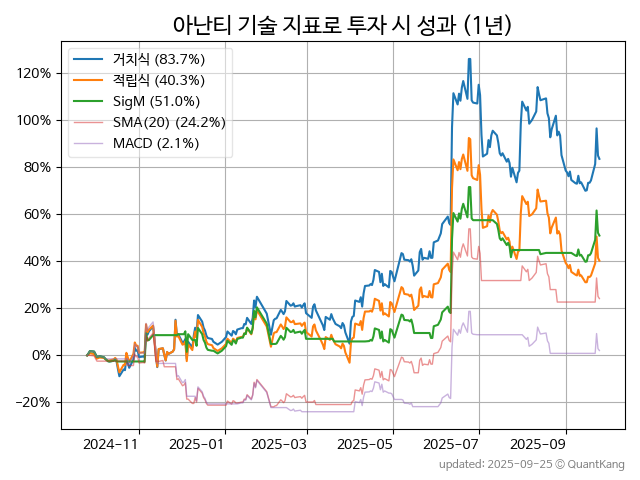 아난티 기술 지표로 투자 시 성과 (1년)
거치식 (83.7%)
적립식 (40.3%)
SigM (51.0%)
SMA(20) (24.2%)
MACD (2.1%)
120%
100%
80%
60%
40%
20%
0%
−20%
2024−11 2025−01 2025−03 2025−05 2025−07 2025−09
updated: 2025−09−25 © QuantKang